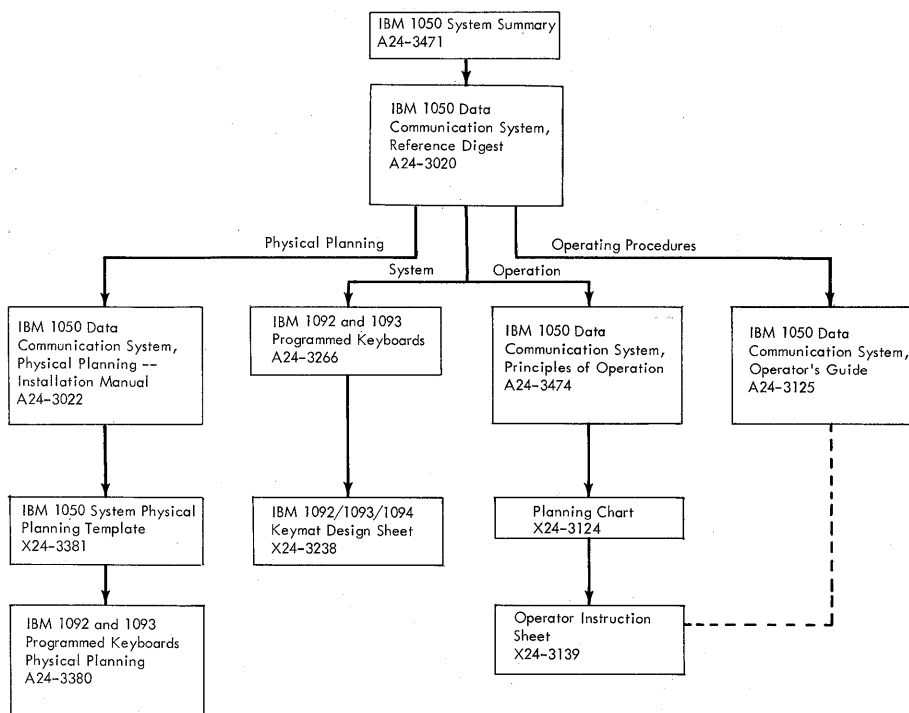 IBM 1050 System Summary
A24-3471
IBM 1050 Data
Communication System,
Reference Digest
A24-3020
Physical Planning
System
Operation
Operating Procedures
IBM 1050 Data
Communication System,
Physical Planning --
Installation Manual
A24-3022
IBM 1092 and 1093
Programmed Keyboards
A24-3266
IBM 1050 Data
Communication System,
Principles of Operation
A24-3474
IBM 1050 Data
Communication System,
Operator's Guide
A24-3125
IBM 1050 System Physical
Planning Template
X24-3381
IBM 1092/1093/1094
Keymat Design Sheet
X24-3238
Planning Chart
X24-3124
IBM 1092 and 1093
Programmed Keyboards
Physical Planning
A24-3380
Operator Instruction
Sheet
X24-3139